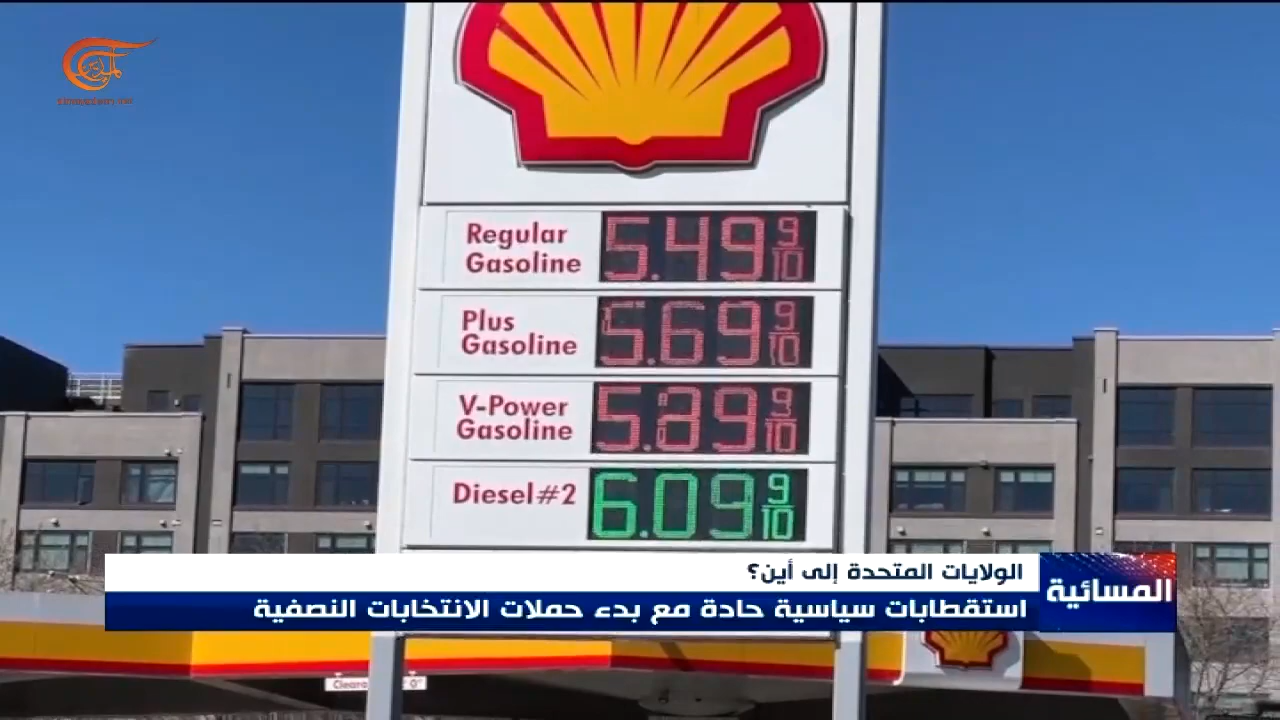 الميادين
Regular
Gasoline
5.49 9/10
Plus
Gasoline
5.69 9/10
V-Power
Gasoline
5.89 9/10
Diesel#2
6.09 9/10
المسائية
الولايات المتحدة إلى أين؟
استقطابات سياسية حادة مع بدء حملات الانتخابات النصفية